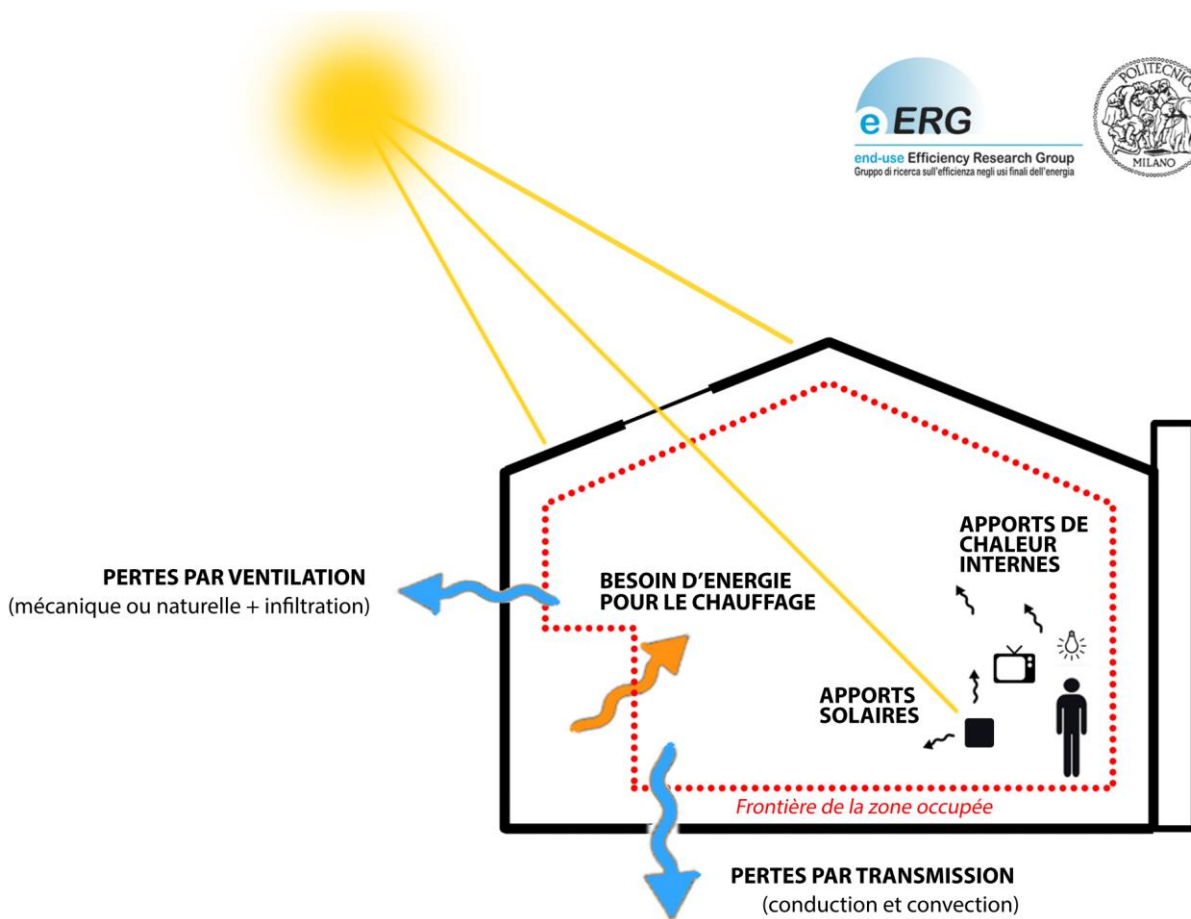 e ERG
end-use Efficiency Research Group
Gruppo di ricerca sull'efficienza negli usi finali dell'energia
POLITECNICO
MILANO
APPORTS DE
CHALEUR
INTERNES
PERTES PAR VENTILATION
(mécanique ou naturelle + infiltration)
BESOIN D'ENERGIE
POUR LE CHAUFFAGE
APPORTS
SOLAIRES
Frontière de la zone occupée
PERTES PAR TRANSMISSION
(conduction et convection)